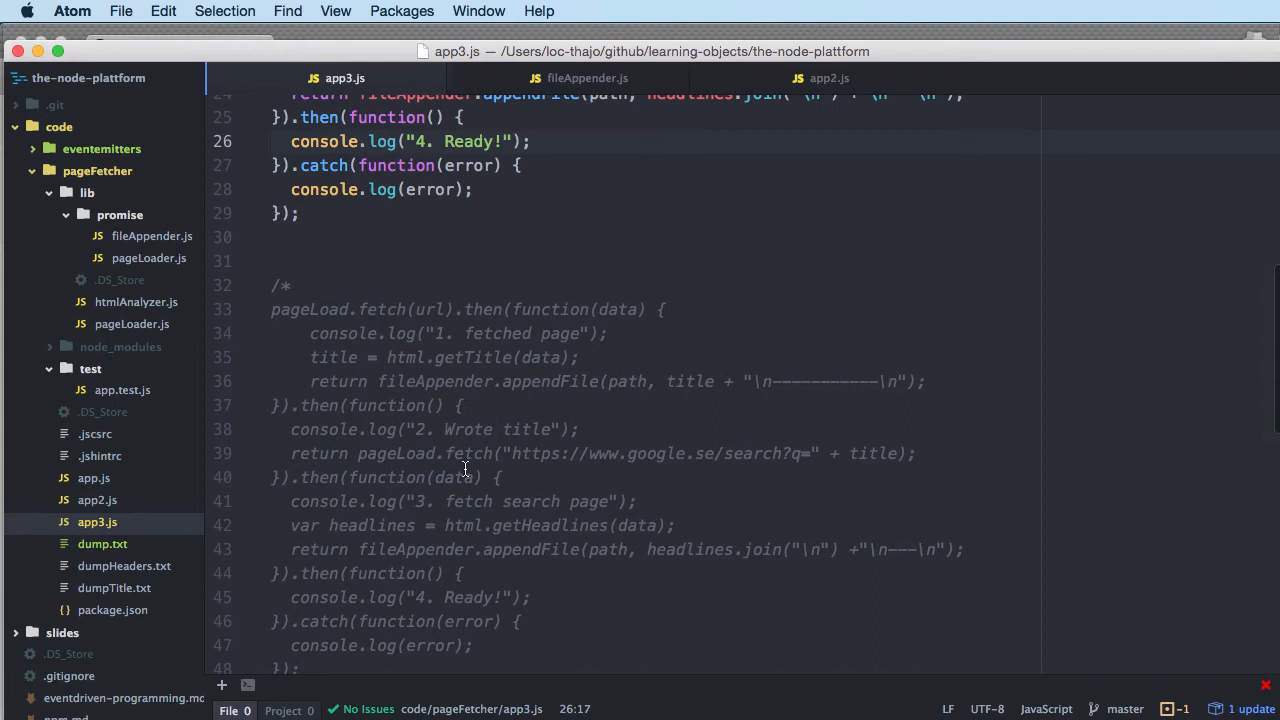 Atom File Edit Selection Find View Packages Window Help
app3.js — /Users/loc-thajo/github/learning-objects/the-node-plattform
the-node-plattform
app3.js
fileAppender.js
app2.js
.git
code
eventemitters
pageFetcher
lib
promise
fileAppender.js
pageLoader.js
.DS_Store
htmlAnalyzer.js
pageLoader.js
node_modules
test
app.test.js
.DS_Store
.jscsrc
.jshintrc
app.js
app2.js
app3.js
dump.txt
dumpHeaders.txt
dumpTitle.txt
package.json
slides
.DS_Store
.gitignore
eventdriven-programming.md
npm.md
24 return fileAppender.appendFile(path, headlines.join("\n") + "\n---\n");
25 }).then(function() {
26 console.log("4. Ready!");
27 }).catch(function(error) {
28 console.log(error);
29 });
30
31
32 /*
33 pageLoad.fetch(url).then(function(data) {
34 console.log("1. fetched page");
35 title = html.getTitle(data);
36 return fileAppender.appendFile(path, title + "\n-----------\n");
37 }).then(function() {
38 console.log("2. Wrote title");
39 return pageLoad.fetch("https://www.google.se/search?q=" + title);
40 }).then(function(data) {
41 console.log("3. fetch search page");
42 var headlines = html.getHeadlines(data);
43 return fileAppender.appendFile(path, headlines.join("\n") +"\n---\n");
44 }).then(function() {
45 console.log("4. Ready!");
46 }).catch(function(error) {
47 console.log(error);
48 });
File 0 Project 0 No Issues code/pageFetcher/app3.js 26:17 LF UTF-8 JavaScript master -1 1 update